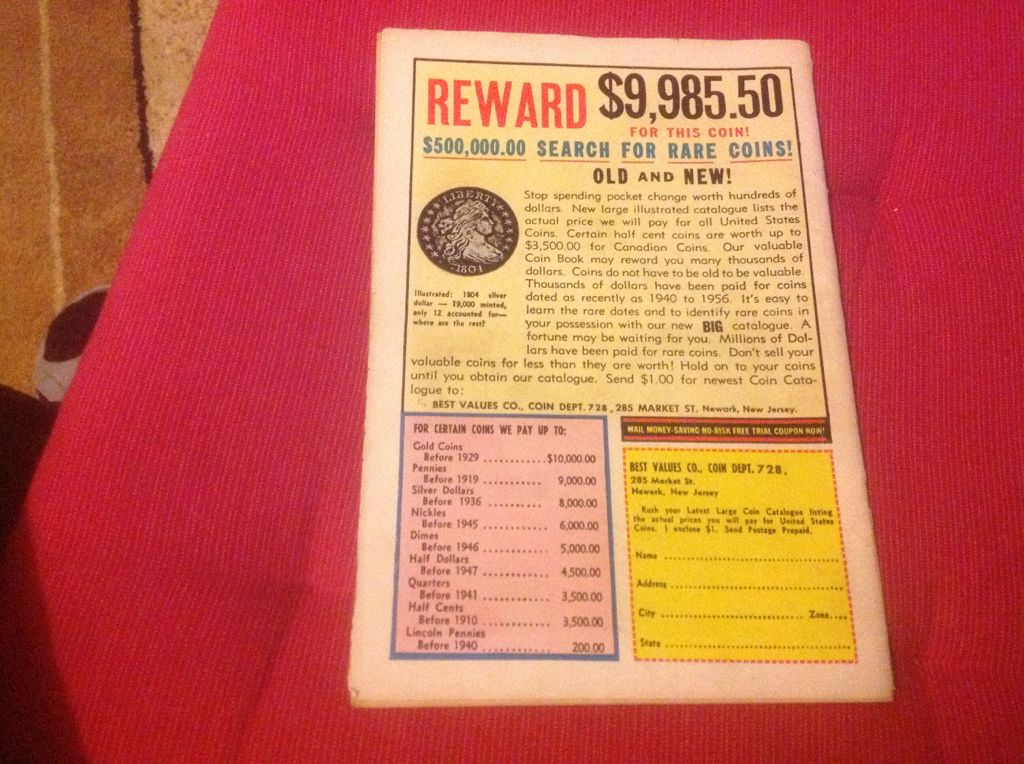 REWARD $9,985.50
FOR THIS COIN!
$500,000.00 SEARCH FOR RARE COINS!
OLD AND NEW!
LIBERTY
1804
Illustrated: 1804 silver
dollar — 19,000 minted,
only 12 accounted for—
where are the rest?
Stop spending pocket change worth hundreds of
dollars. New large illustrated catalogue lists the
actual price we will pay for all United States
Coins. Certain half cent coins are worth up to
$3,500.00 for Canadian Coins. Our valuable
Coin Book may reward you many thousands of
dollars. Coins do not have to be old to be valuable.
Thousands of dollars have been paid for coins
dated as recently as 1940 to 1956. It's easy to
learn the rare dates and to identify rare coins in
your possession with our new BIG catalogue. A
fortune may be waiting for you. Millions of Dol-
lars have been paid for rare coins. Don't sell your
valuable coins for less than they are worth! Hold on to your coins
until you obtain our catalogue. Send $1.00 for newest Coin Cata-
logue to:
BEST VALUES CO., COIN DEPT. 728, 285 MARKET ST. Newark, New Jersey.
FOR CERTAIN COINS WE PAY UP TO:
Gold Coins
Before 1929 ............$10,000.00
Pennies
Before 1919 ........... 9,000.00
Silver Dollars
Before 1936 .......... 8,000.00
Nickles
Before 1945 ........... 6,000.00
Dimes
Before 1946 ........... 5,000.00
Half Dollars
Before 1947 ........... 4,500.00
Quarters
Before 1941 ........... 3,500.00
Half Cents
Before 1910 ........... 3,500.00
Lincoln Pennies
Before 1940 ........... 200.00
MAIL MONEY-SAVING NO-RISK FREE TRIAL COUPON NOW!
BEST VALUES CO., COIN DEPT. 728,
285 Market St.
Newark, New Jersey
Rush your Latest Large Coin Catalogue listing
the actual prices you will pay for United States
Coins. I enclose $1. Send Postage Prepaid.
Name ................................
Address ................................
City ............................ Zone....
State ................................